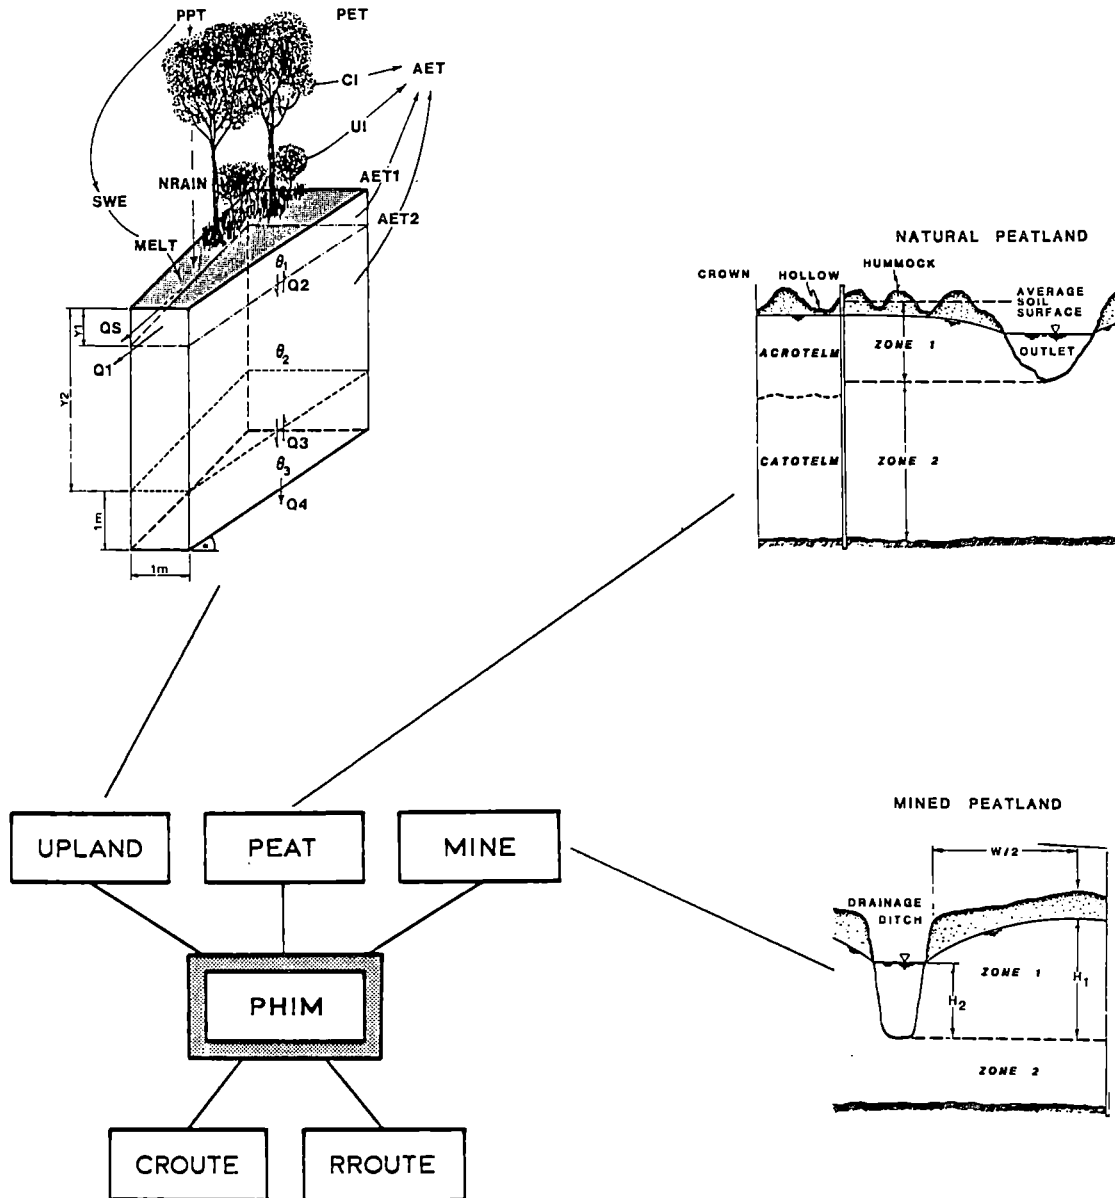 PPT
PET
CI
AET
UI
NRAIN
AET1
SWE
AET2
MELT
θ1
Q2
QS
Y1
Q1
θ2
Y2
Q3
θ3
Q4
1m
1m
NATURAL PEATLAND
CROWN
HOLLOW
HUMMOCK
AVERAGE
SOIL
SURFACE
ACROTELM
ZONE 1
OUTLET
CATOTELM
ZONE 2
UPLAND
PEAT
MINE
PHIM
CROUTE
RROUTE
MINED PEATLAND
W/2
DRAINAGE
DITCH
ZONE 1
H1
H2
ZONE 2